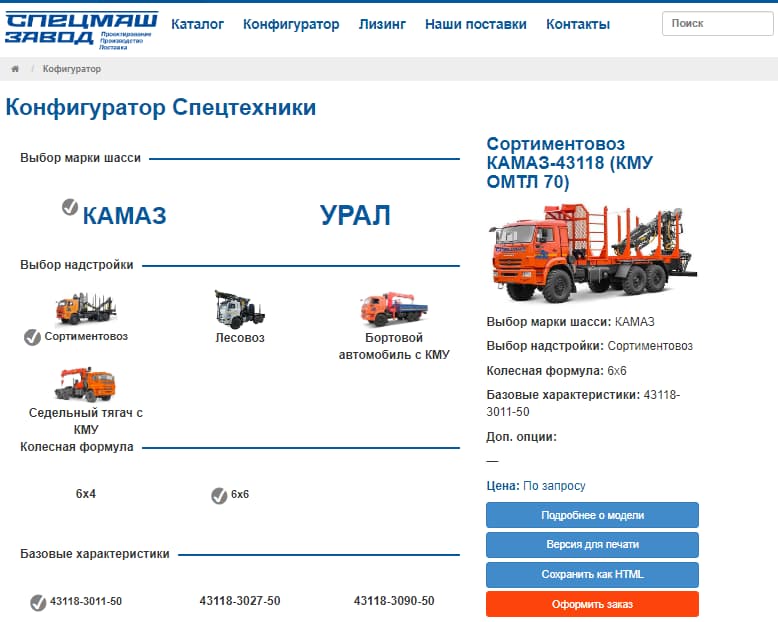 СПЕЦМАШ
ЗАВОД
Проектирование
Производство
Поставка
Каталог Конфигуратор Лизинг Наши поставки Контакты
Поиск
/ Кофигуратор
Конфигуратор Спецтехники
Выбор марки шасси
КАМАЗ УРАЛ
Выбор надстройки
Сортиментовоз
Лесовоз
Бортовой
автомобиль с КМУ
Седельный тягач с
КМУ
Колесная формула
6x4 6x6
Базовые характеристики
43118-3011-50 43118-3027-50 43118-3090-50
Сортиментовоз
КАМАЗ-43118 (КМУ
ОМТЛ 70)
Выбор марки шасси: КАМАЗ
Выбор надстройки: Сортиментовоз
Колесная формула: 6x6
Базовые характеристики: 43118-
3011-50
Доп. опции:
—
Цена: По запросу
Подробнее о модели
Версия для печати
Сохранить как HTML
Оформить заказ